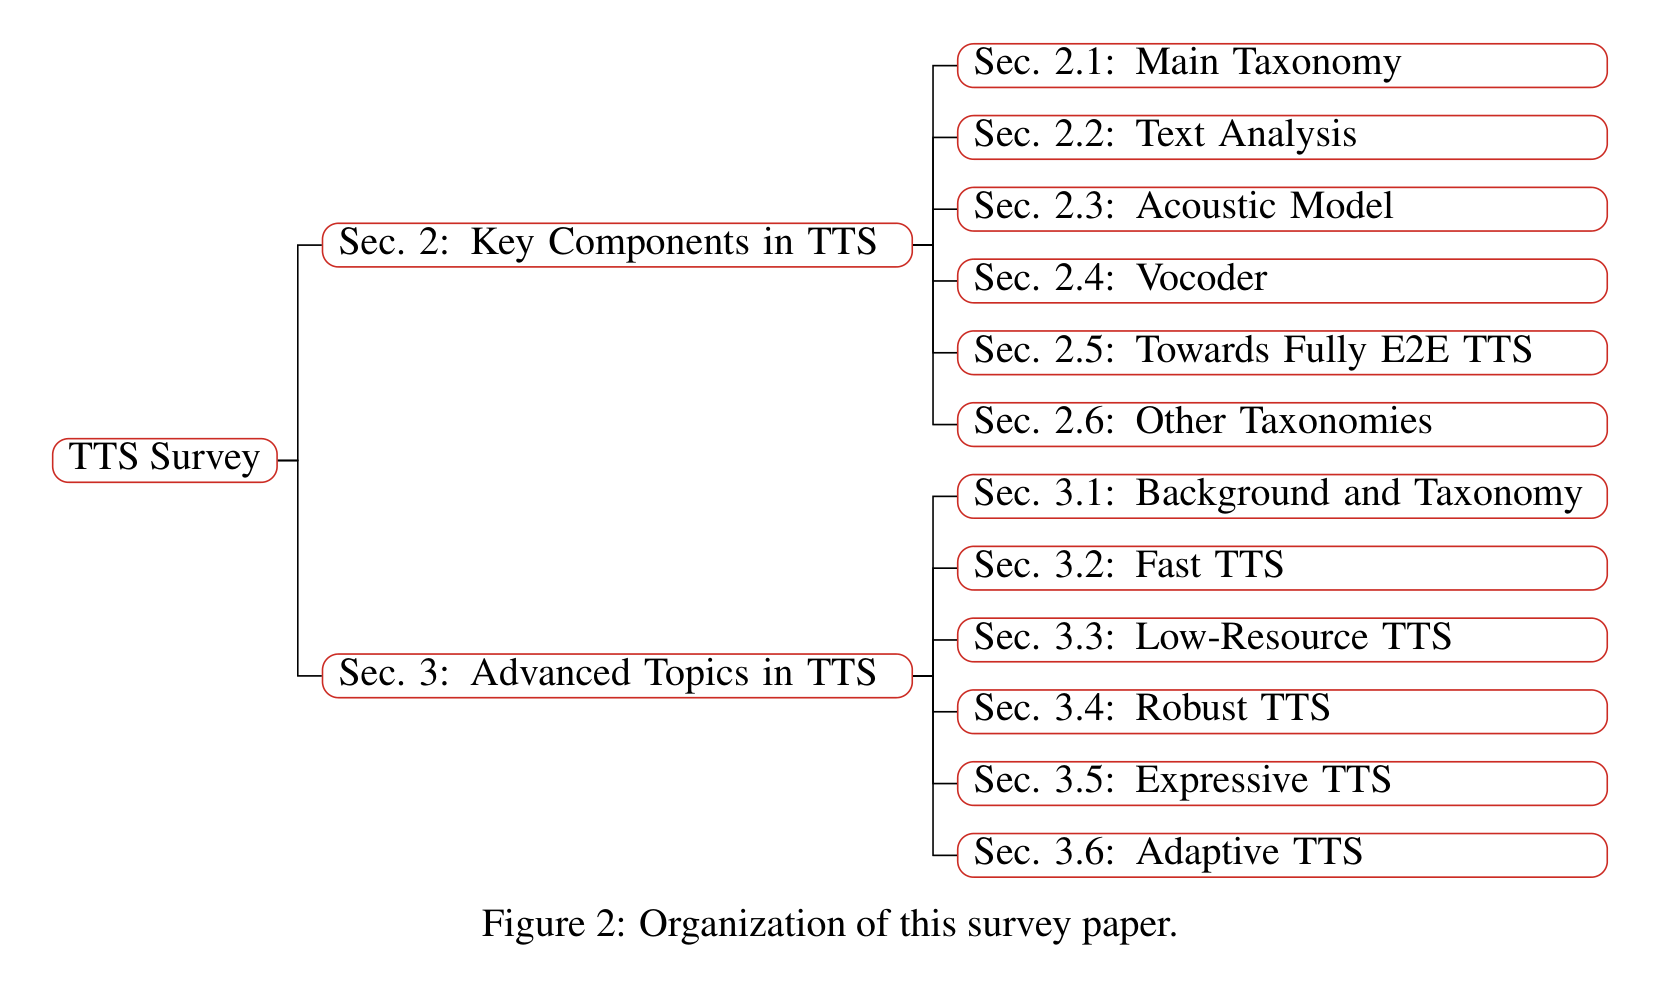 TTS Survey
Sec. 2: Key Components in TTS
Sec. 2.1: Main Taxonomy
Sec. 2.2: Text Analysis
Sec. 2.3: Acoustic Model
Sec. 2.4: Vocoder
Sec. 2.5: Towards Fully E2E TTS
Sec. 2.6: Other Taxonomies
Sec. 3: Advanced Topics in TTS
Sec. 3.1: Background and Taxonomy
Sec. 3.2: Fast TTS
Sec. 3.3: Low-Resource TTS
Sec. 3.4: Robust TTS
Sec. 3.5: Expressive TTS
Sec. 3.6: Adaptive TTS
Figure 2: Organization of this survey paper.